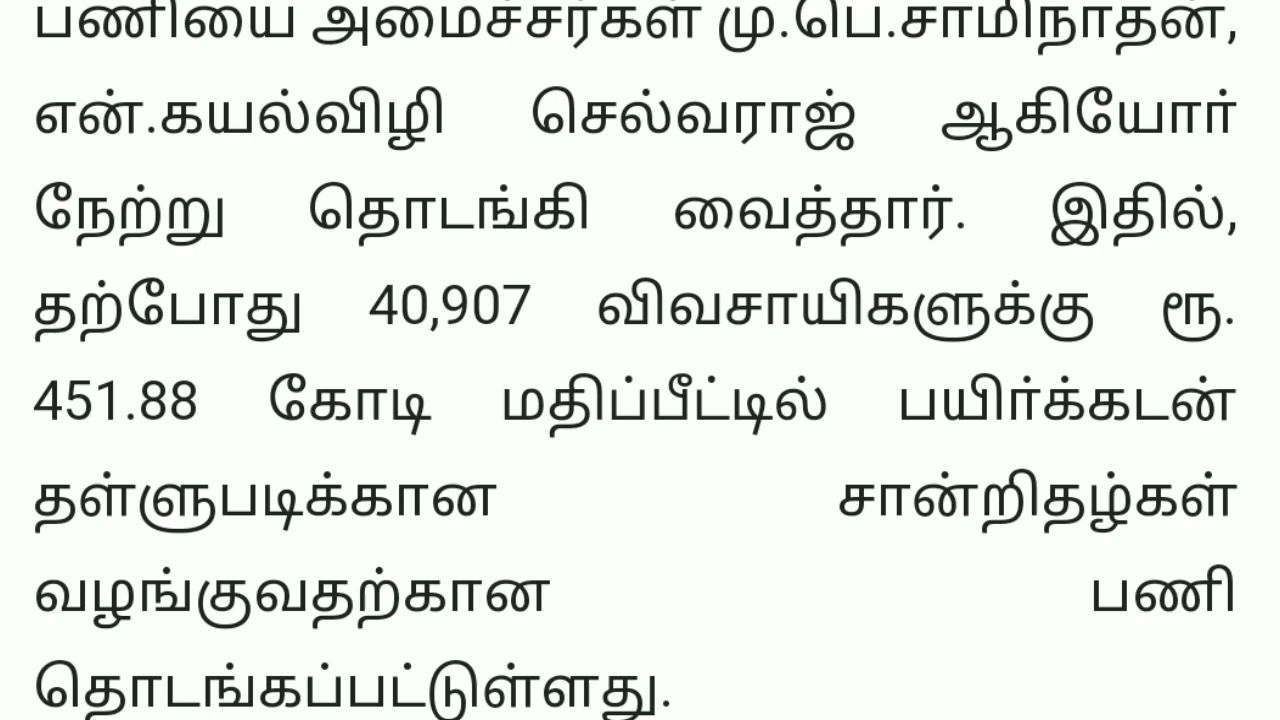 பணியை அமைச்சர்கள் மு.பெ.சாமிநாதன்,
என்.கயல்விழி செல்வராஜ் ஆகியோர்
நேற்று தொடங்கி வைத்தார். இதில்,
தற்போது 40,907 விவசாயிகளுக்கு ரூ.
451.88 கோடி மதிப்பீட்டில் பயிர்க்கடன்
தள்ளுபடிக்கான சான்றிதழ்கள்
வழங்குவதற்கான பணி
தொடங்கப்பட்டுள்ளது.